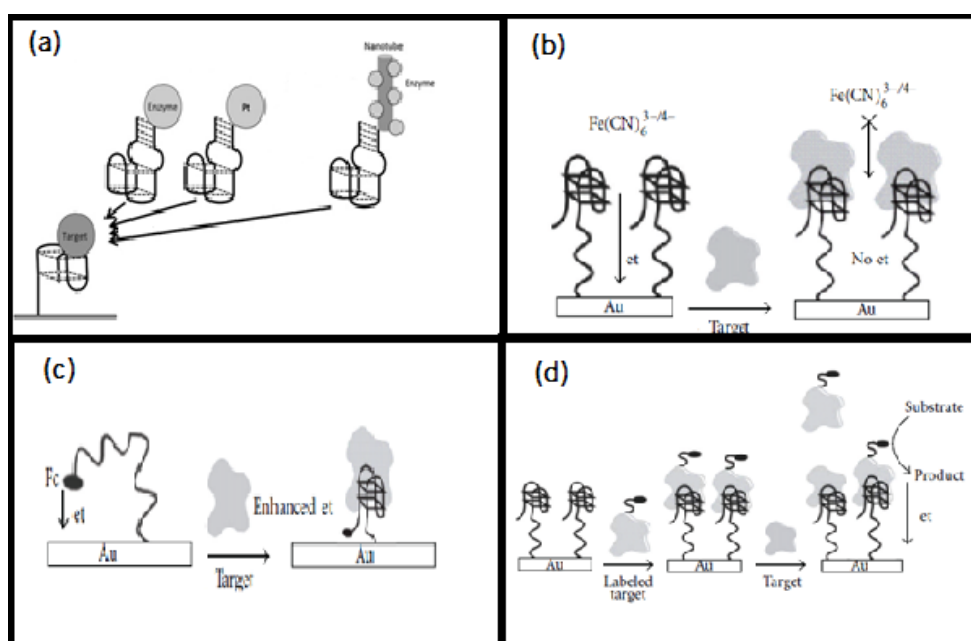 (a)
Nanotube
Enzyme
Enzyme
Pt
Target
(b)
Fe(CN)6 3−/4−
Fe(CN)6 3−/4−
et
No et
Au
Target
Au
(c)
Fc
et
Enhanced et
Au
Target
Au
(d)
Substrate
Product
et
Au
Labeled
target
Au
Target
Au